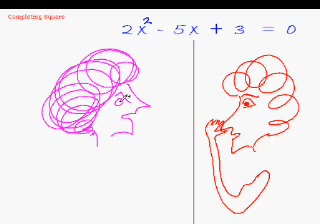 Completing Square
2x² - 5x + 3 = 0